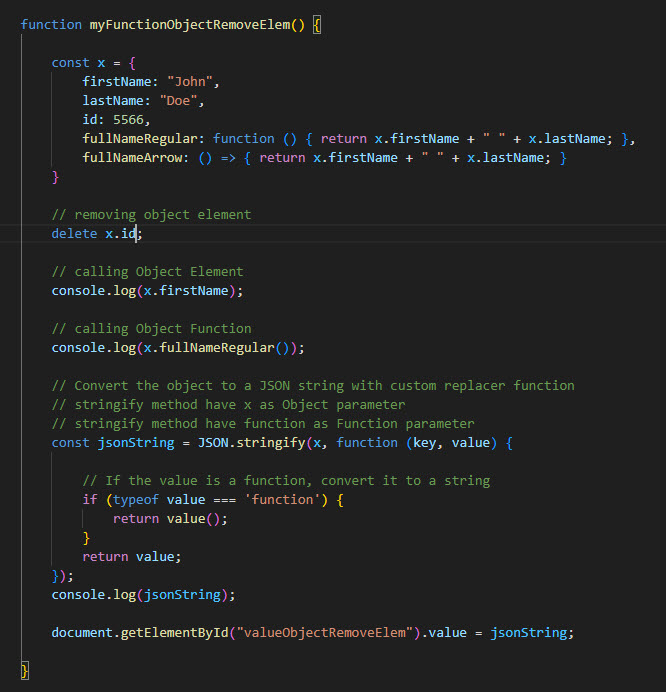 function myFunctionObjectRemoveElem() {
const x = {
firstName: "John",
lastName: "Doe",
id: 5566,
fullNameRegular: function () { return x.firstName + " " + x.lastName; },
fullNameArrow: () => { return x.firstName + " " + x.lastName; }
}
// removing object element
delete x.id;
// calling Object Element
console.log(x.firstName);
// calling Object Function
console.log(x.fullNameRegular());
// Convert the object to a JSON string with custom replacer function
// stringify method have x as Object parameter
// stringify method have function as Function parameter
const jsonString = JSON.stringify(x, function (key, value) {
// If the value is a function, convert it to a string
if (typeof value === 'function') {
return value();
}
return value;
});
console.log(jsonString);
document.getElementById("valueObjectRemoveElem").value = jsonString;
}